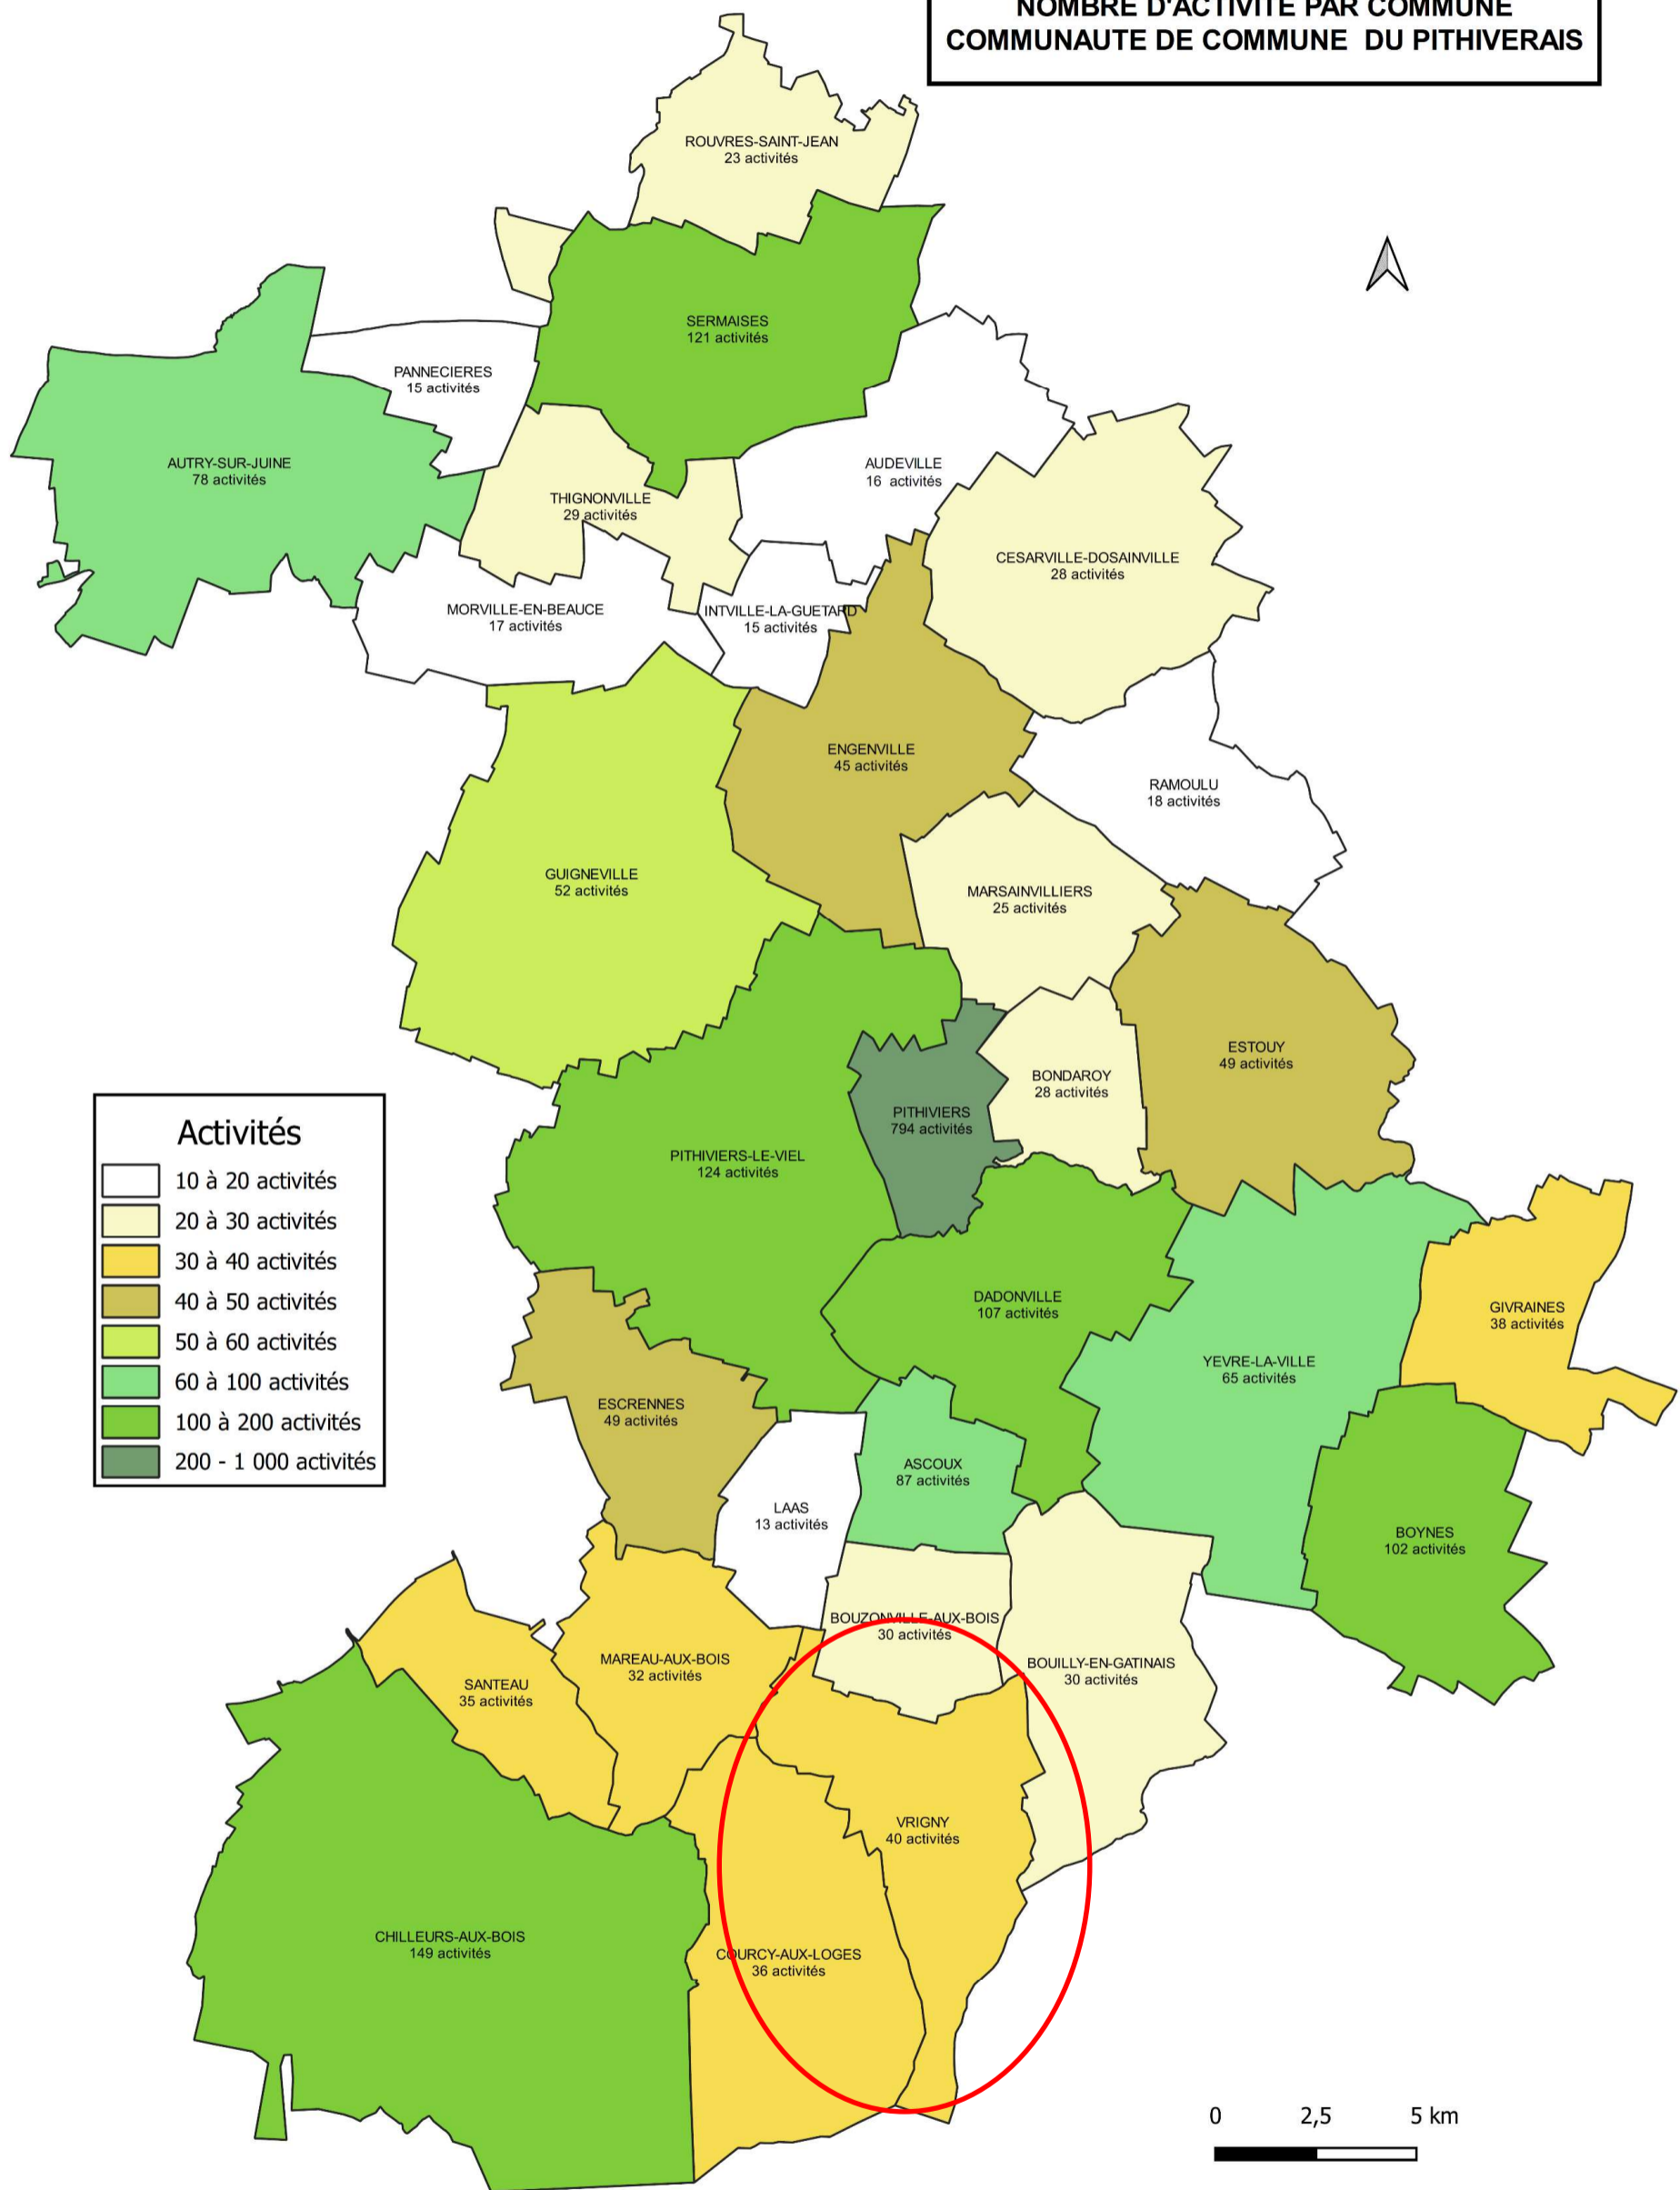 NOMBRE D'ACTIVITE PAR COMMUNE
COMMUNAUTE DE COMMUNE DU PITHIVERAIS
ROUVRES-SAINT-JEAN
23 activités
SERMAISES
121 activités
PANNECIERES
15 activités
AUTRY-SUR-JUINE
78 activités
AUDEVILLE
16 activités
THIGNONVILLE
29 activités
CESARVILLE-DOSAINVILLE
28 activités
MORVILLE-EN-BEAUCE
17 activités
INTVILLE-LA-GUETARD
15 activités
ENGENVILLE
45 activités
RAMOULU
18 activités
GUIGNEVILLE
52 activités
MARSAINVILLIERS
25 activités
ESTOUY
49 activités
BONDAROY
28 activités
PITHIVIERS
794 activités
PITHIVIERS-LE-VIEL
124 activités
Activités
10 à 20 activités
20 à 30 activités
30 à 40 activités
40 à 50 activités
50 à 60 activités
60 à 100 activités
100 à 200 activités
200 - 1 000 activités
DADONVILLE
107 activités
GIVRAINES
38 activités
YEVRE-LA-VILLE
65 activités
ESCRENNES
49 activités
ASCOUX
87 activités
LAAS
13 activités
BOYNES
102 activités
BOUZONVILLE-AUX-BOIS
30 activités
MAREAU-AUX-BOIS
32 activités
BOUILLY-EN-GATINAIS
30 activités
SANTEAU
35 activités
VRIGNY
40 activités
CHILLEURS-AUX-BOIS
149 activités
COURCY-AUX-LOGES
36 activités
0 2,5 5 km